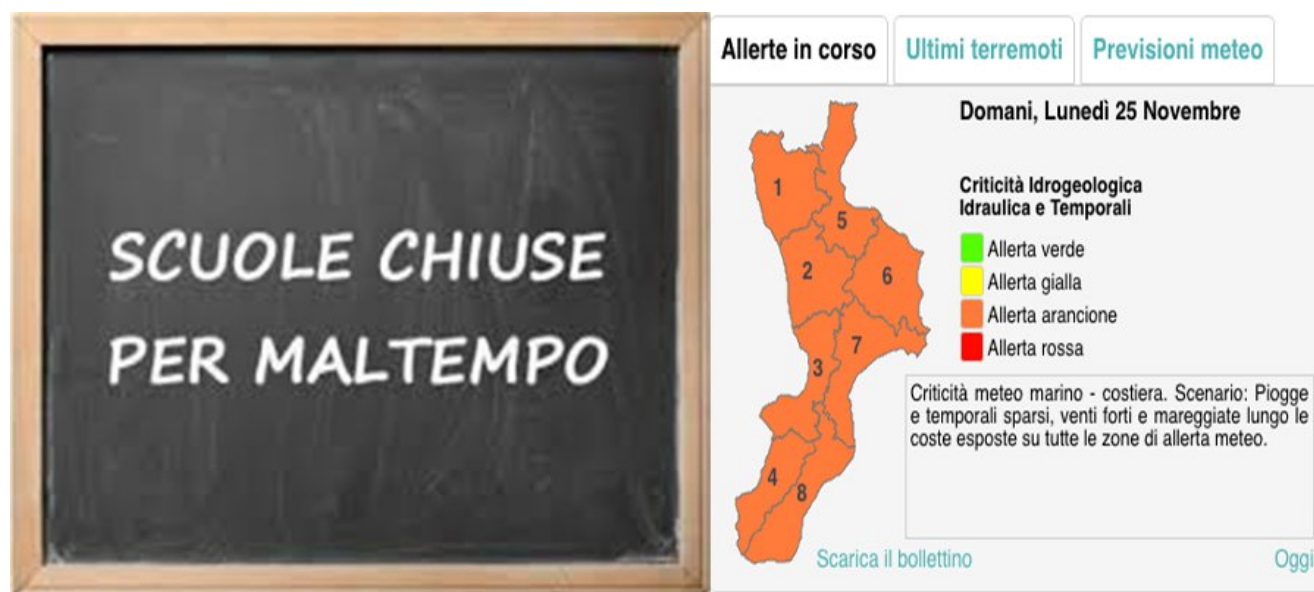 SCUOLE CHIUSE
PER MALTEMPO
Allerte in corso
Ultimi terremoti
Previsioni meteo
Domani, Lunedì 25 Novembre
Criticità Idrogeologica
Idraulica e Temporali
Allerta verde
Allerta gialla
Allerta arancione
Allerta rossa
1
5
2
6
7
3
4
8
Criticità meteo marino - costiera. Scenario: Piogge
e temporali sparsi, venti forti e mareggiate lungo le
coste esposte su tutte le zone di allerta meteo.
Scarica il bollettino
Oggi